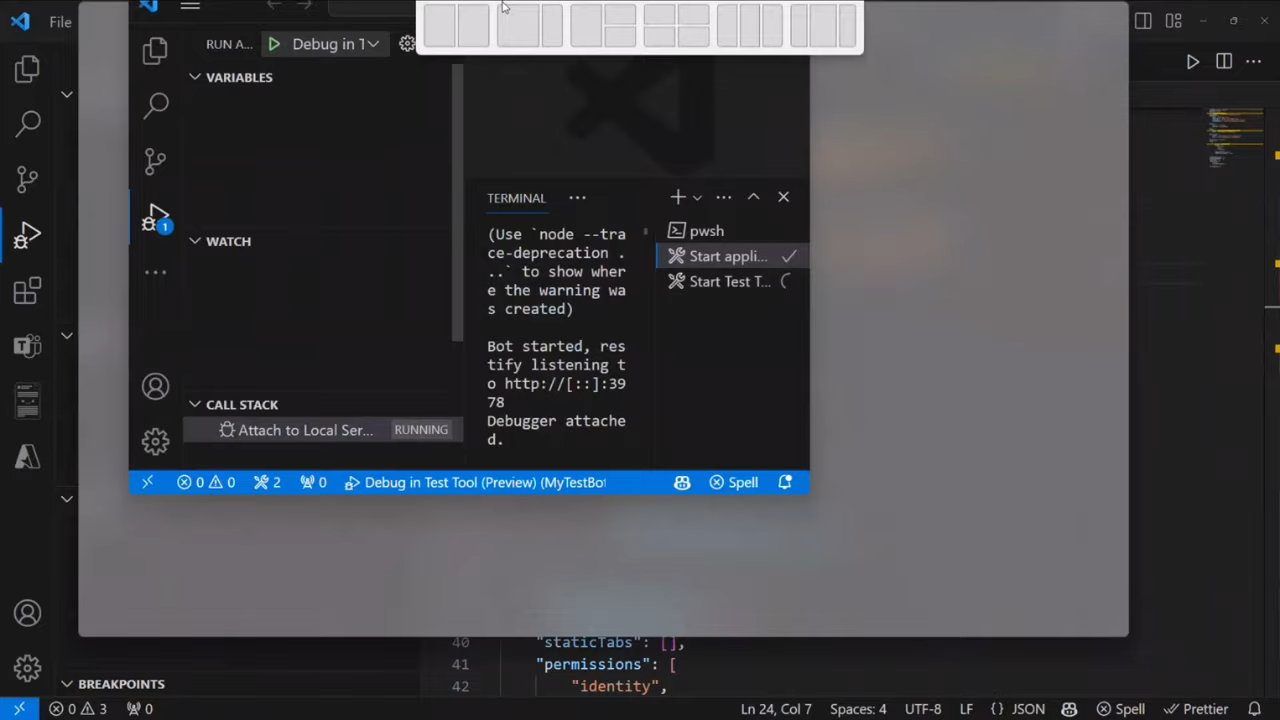 File
RUN A...
Debug in T
VARIABLES
WATCH
CALL STACK
Attach to Local Ser...
RUNNING
1
TERMINAL
(Use `node --tra
ce-deprecation .
..` to show wher
e the warning wa
s created)
Bot started, res
tify listening t
o http://[::]:39
78
Debugger attache
d.
pwsh
Start appli...
Start Test T...
0 0 2 0
Debug in Test Tool (Preview) (MyTestBot
Spell
40 "staticTabs": [],
41 "permissions": [
42 "identity",
BREAKPOINTS
0 3 0
Ln 24, Col 7
Spaces: 4
UTF-8
LF
{} JSON
Spell
Prettier